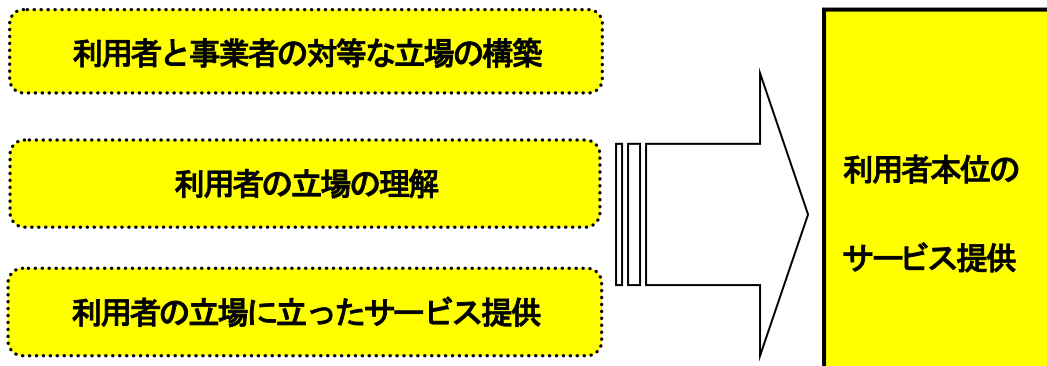 利用者と事業者の対等な立場の構築
利用者の立場の理解
利用者の立場に立ったサービス提供
利用者本位の
サービス提供